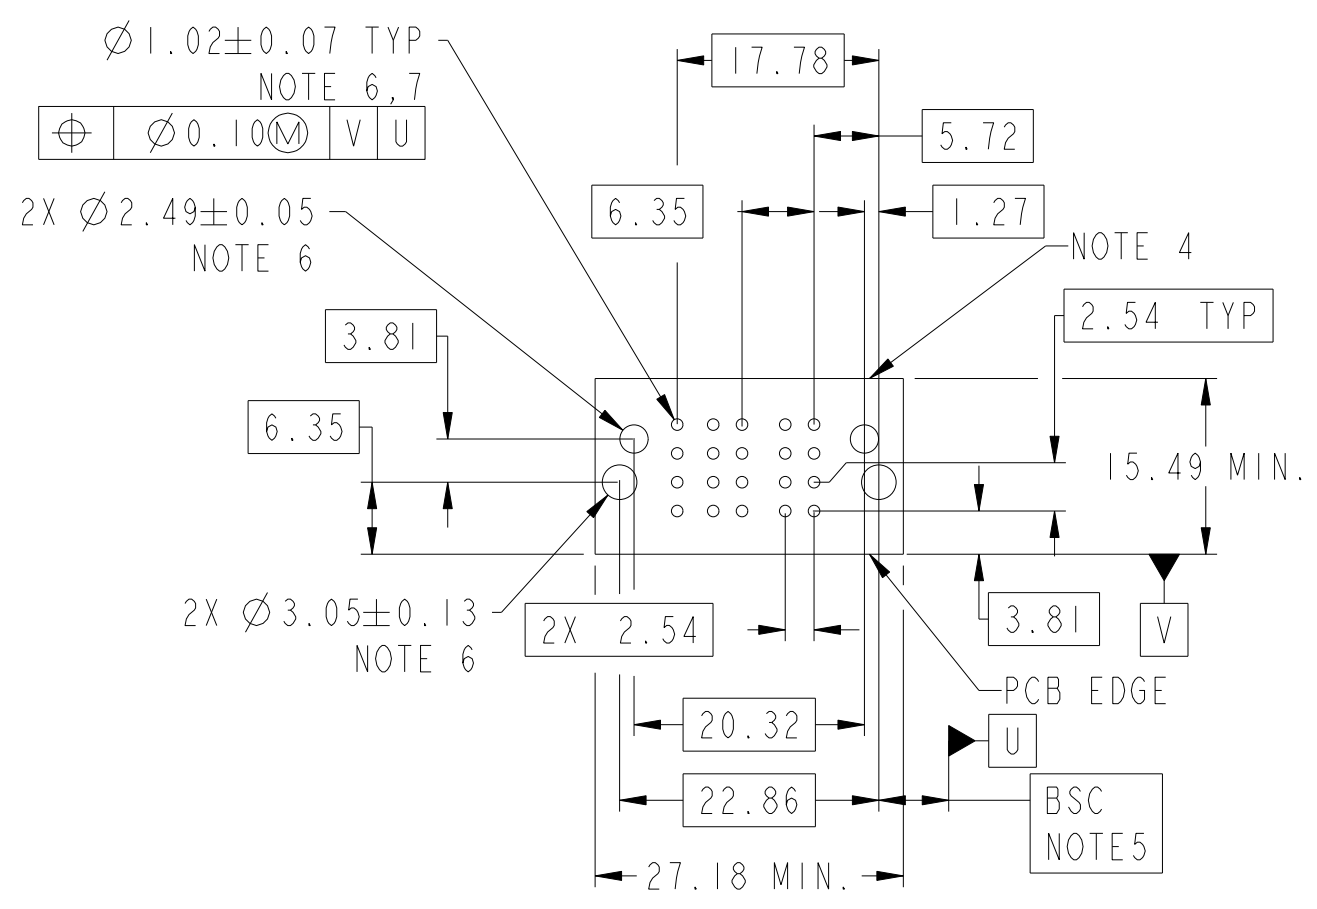 Ø1.02±0.07 TYP
NOTE 6,7
⌖ Ø0.10Ⓜ V U
2X Ø2.49±0.05
NOTE 6
17.78
5.72
6.35
1.27
NOTE 4
2.54 TYP
3.81
6.35
15.49 MIN.
2X Ø3.05±0.13
NOTE 6
2X 2.54
3.81
V
PCB EDGE
20.32
U
22.86
BSC
NOTE5
27.18 MIN.